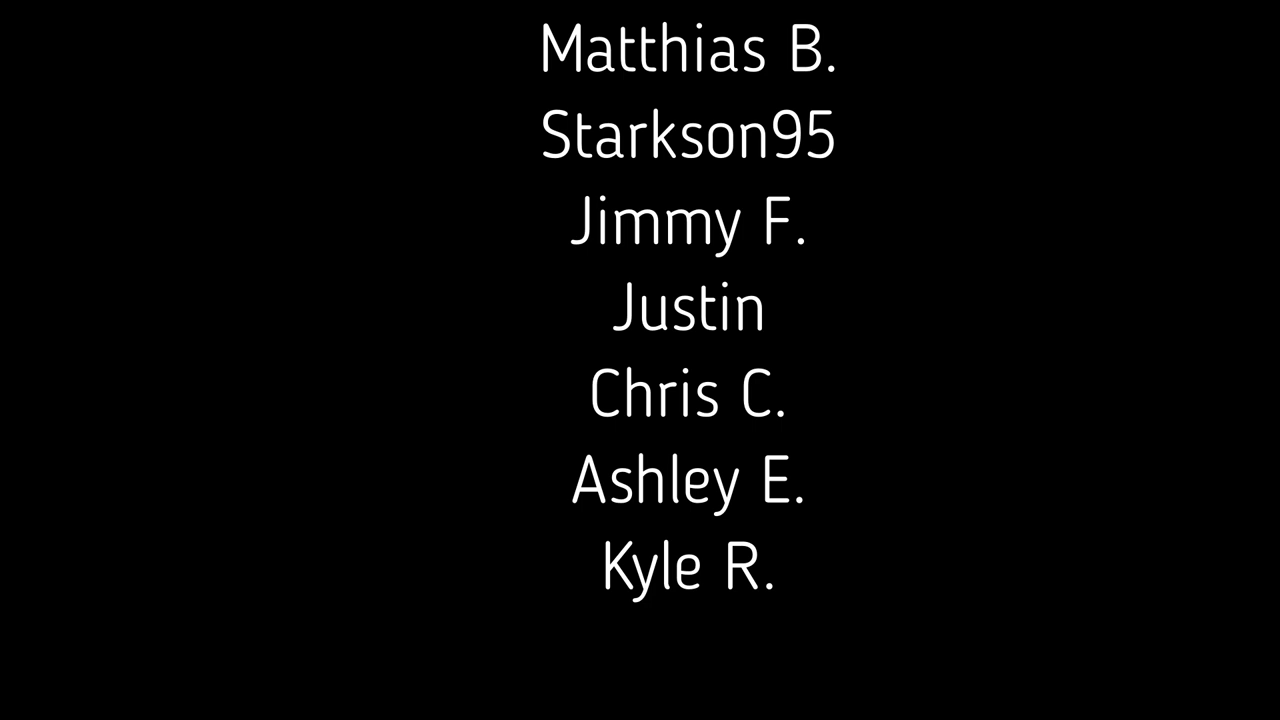 Matthias B.
Starkson95
Jimmy F.
Justin
Chris C.
Ashley E.
Kyle R.